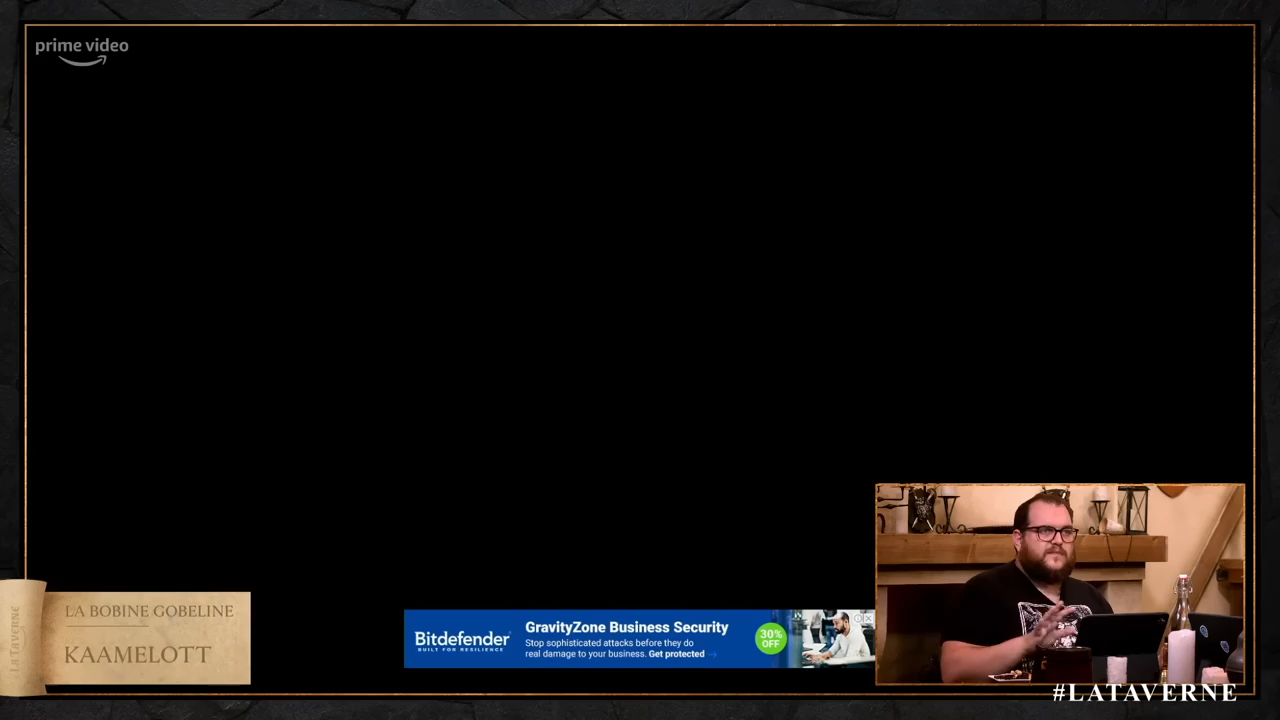 prime video
LA TAVERNE
LA BOBINE GOBELINE
KAAMELOTT
Bitdefender
BUILT FOR RESILIENCE
GravityZone Business Security
Stop sophisticated attacks before they do
real damage to your business. Get protected →
30%
OFF
#LATAVERNE